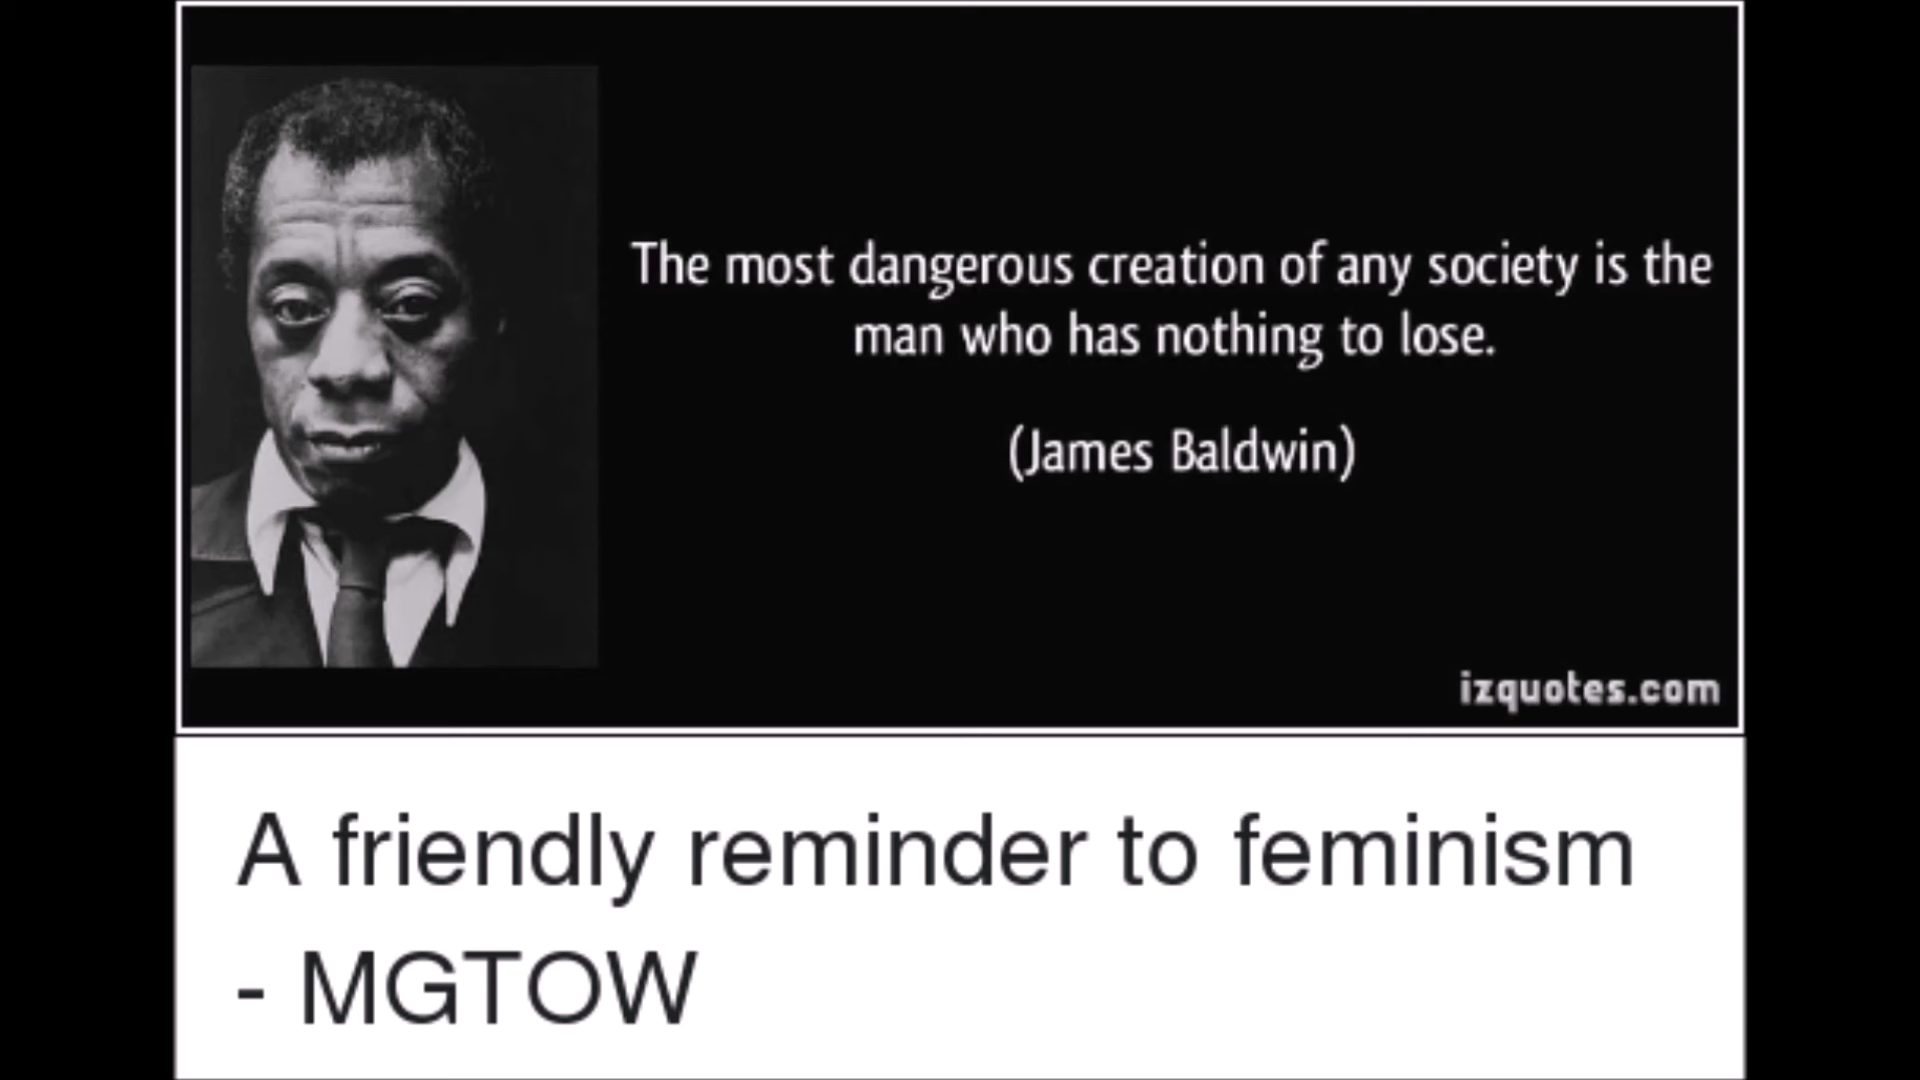 The most dangerous creation of any society is the
man who has nothing to lose.
(James Baldwin)
izquotes.com
A friendly reminder to feminism
- MGTOW